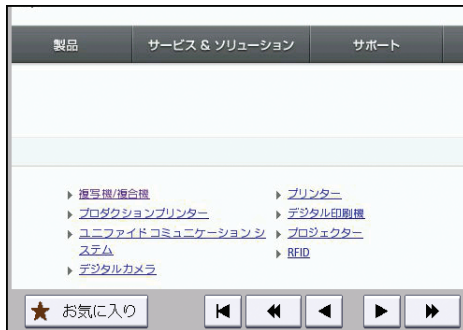 製品 サービス & ソリューション サポート
複写機/複合機
プロダクションプリンター
ユニファイドコミュニケーションシ
ステム
デジタルカメラ
プリンター
デジタル印刷機
プロジェクター
RFID
お気に入り